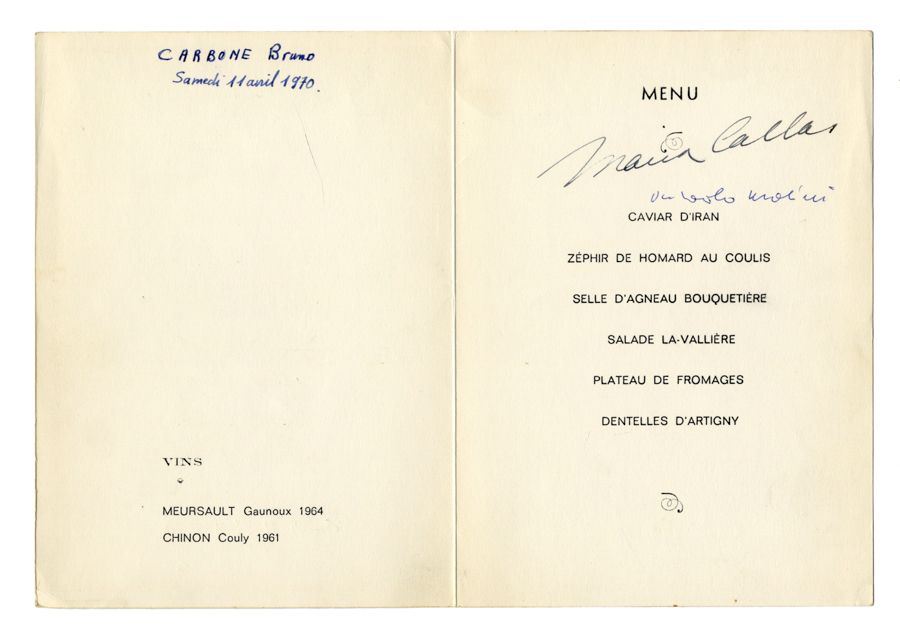 CARBONE Bruno
Samedi 11 avril 1970.
VINS
MEURSAULT Gaunoux 1964
CHINON Couly 1961
MENU
Maria Callas
CAVIAR D'IRAN
ZÉPHIR DE HOMARD AU COULIS
SELLE D'AGNEAU BOUQUETIÈRE
SALADE LA-VALLIÈRE
PLATEAU DE FROMAGES
DENTELLES D'ARTIGNY